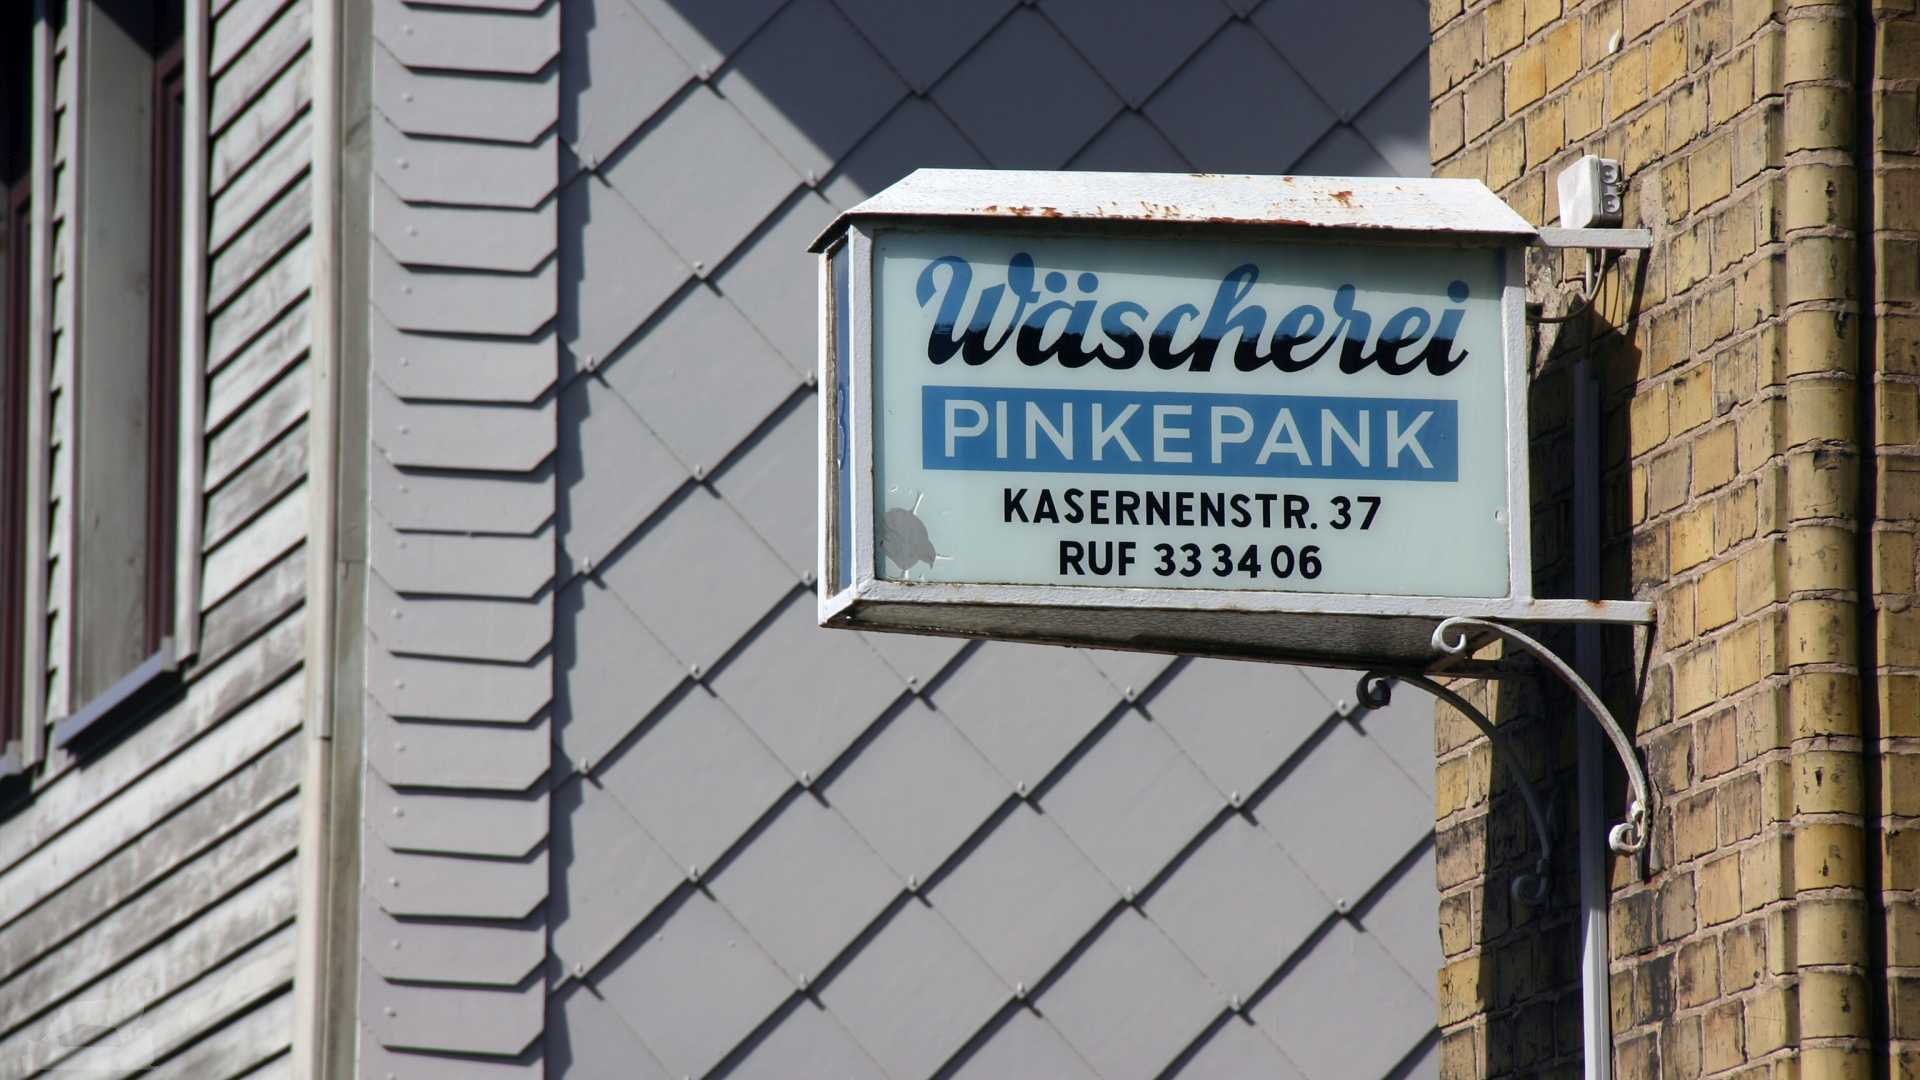 Wäscherei
PINKEPANK
KASERNENSTR. 37
RUF 33 34 06